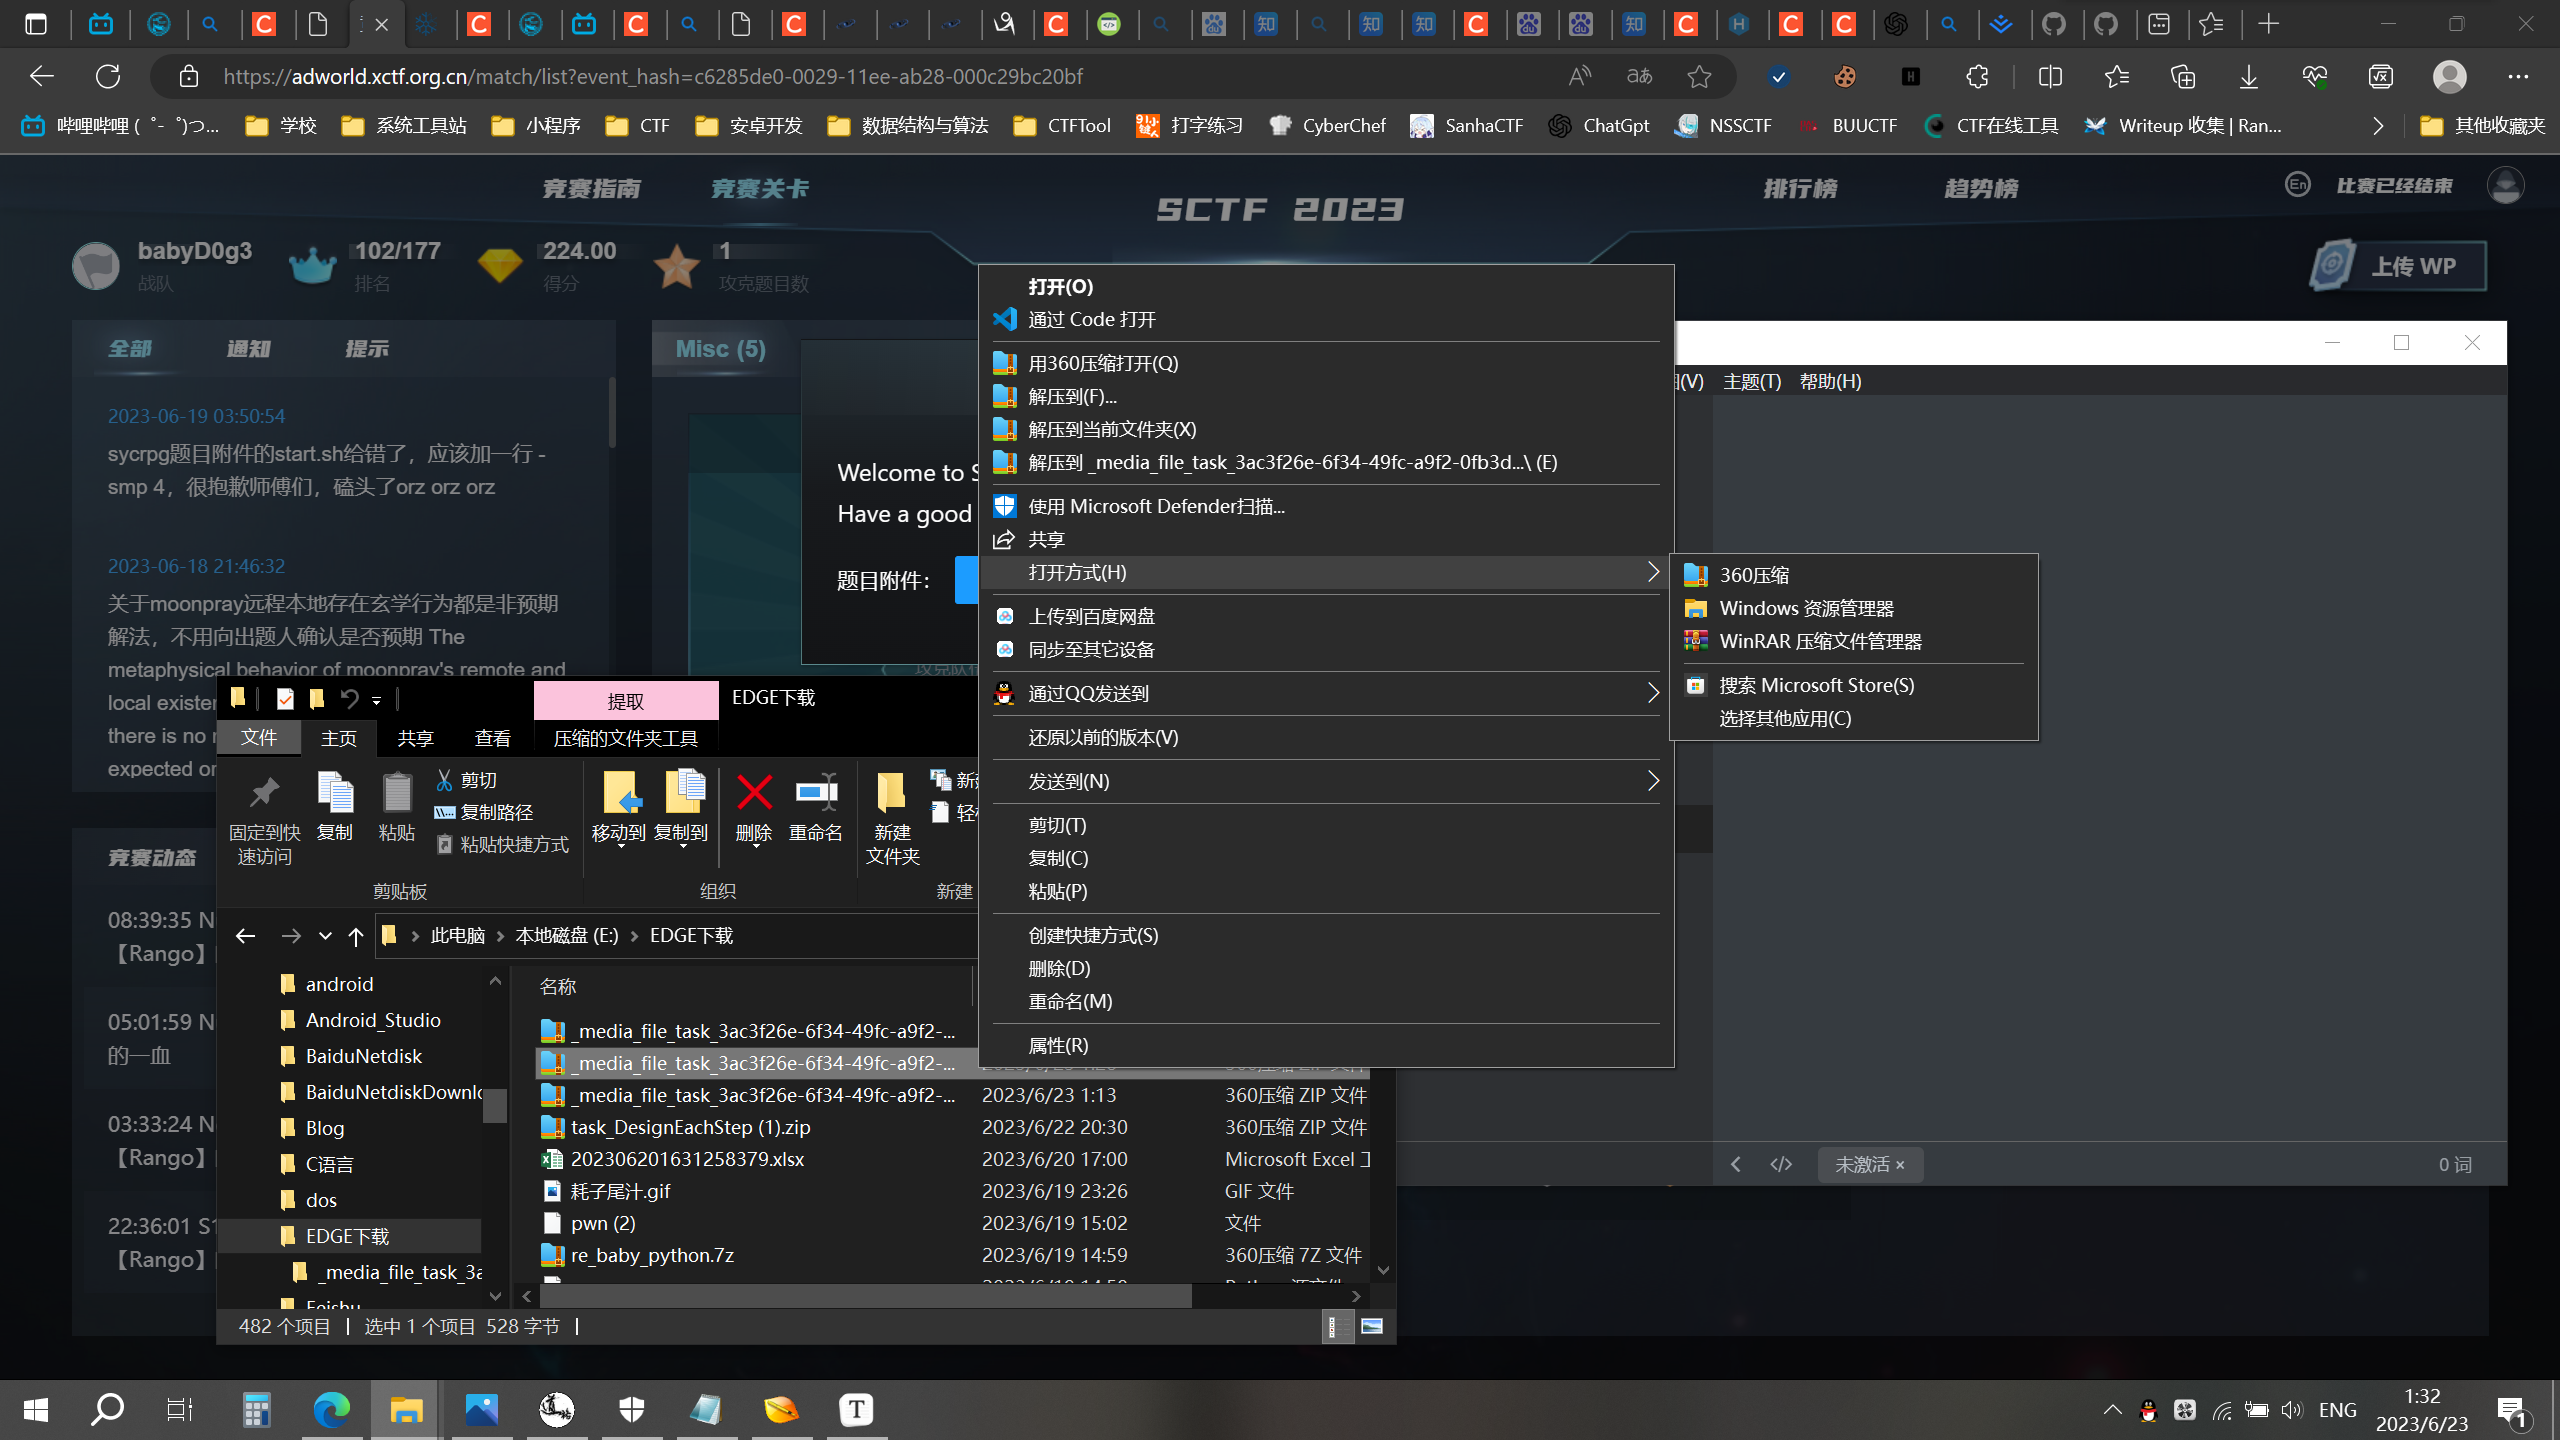 https://adworld.xctf.org.cn/match/list?event_hash=c6285de0-0029-11ee-ab28-000c29bc20bf
哔哩哔哩 ( ゜- ゜)つ...
学校
系统工具站
小程序
CTF
安卓开发
数据结构与算法
CTFTool
打字练习
CyberChef
SanhaCTF
ChatGpt
NSSCTF
BUUCTF
CTF在线工具
Writeup 收集 | Ran...
其他收藏夹
竞赛指南
竞赛关卡
SCTF 2023
排行榜
趋势榜
En
比赛已经结束
babyD0g3
战队
102/177
排名
224.00
得分
1
攻克题目数
上传 WP
全部
通知
提示
2023-06-19 03:50:54
sycrpg题目附件的start.sh给错了，应该加一行 -
smp 4，很抱歉师傅们，磕头了orz orz orz
2023-06-18 21:46:32
关于moonpray远程本地存在玄学行为都是非预期
解法，不用向出题人确认是否预期 The
metaphysical behavior of moonpray's remote and
local existen
there is no
expected or
Misc (5)
Welcome to S
Have a good
题目附件：
打开(O)
通过 Code 打开
用360压缩打开(Q)
解压到(F)...
解压到当前文件夹(X)
解压到 _media_file_task_3ac3f26e-6f34-49fc-a9f2-0fb3d...\ (E)
使用 Microsoft Defender扫描...
共享
打开方式(H)
上传到百度网盘
同步至其它设备
通过QQ发送到
还原以前的版本(V)
发送到(N)
剪切(T)
复制(C)
粘贴(P)
创建快捷方式(S)
删除(D)
重命名(M)
属性(R)
360压缩
Windows 资源管理器
WinRAR 压缩文件管理器
搜索 Microsoft Store(S)
选择其他应用(C)
(V)
主题(T)
帮助(H)
未激活 ×
0 词
竞赛动态
08:39:35 N
【Rango】
05:01:59 N
的一血
03:33:24 N
【Rango】
22:36:01 S1
【Rango】
提取
EDGE下载
文件
主页
共享
查看
压缩的文件夹工具
固定到快
速访问
复制
粘贴
剪切
复制路径
粘贴快捷方式
剪贴板
移动到
复制到
删除
重命名
组织
新建
文件夹
新建
此电脑
本地磁盘 (E:)
EDGE下载
android
Android_Studio
BaiduNetdisk
BaiduNetdiskDownlo
Blog
C语言
dos
EDGE下载
_media_file_task_3a
Feishu
名称
_media_file_task_3ac3f26e-6f34-49fc-a9f2-...
_media_file_task_3ac3f26e-6f34-49fc-a9f2-...
_media_file_task_3ac3f26e-6f34-49fc-a9f2-... 2023/6/23 1:13 360压缩 ZIP 文件
task_DesignEachStep (1).zip 2023/6/22 20:30 360压缩 ZIP 文件
202306201631258379.xlsx 2023/6/20 17:00 Microsoft Excel 工
耗子尾汁.gif 2023/6/19 23:26 GIF 文件
pwn (2) 2023/6/19 15:02 文件
re_baby_python.7z 2023/6/19 14:59 360压缩 7Z 文件
482 个项目
选中 1 个项目 528 字节
ENG
1:32
2023/6/23
1